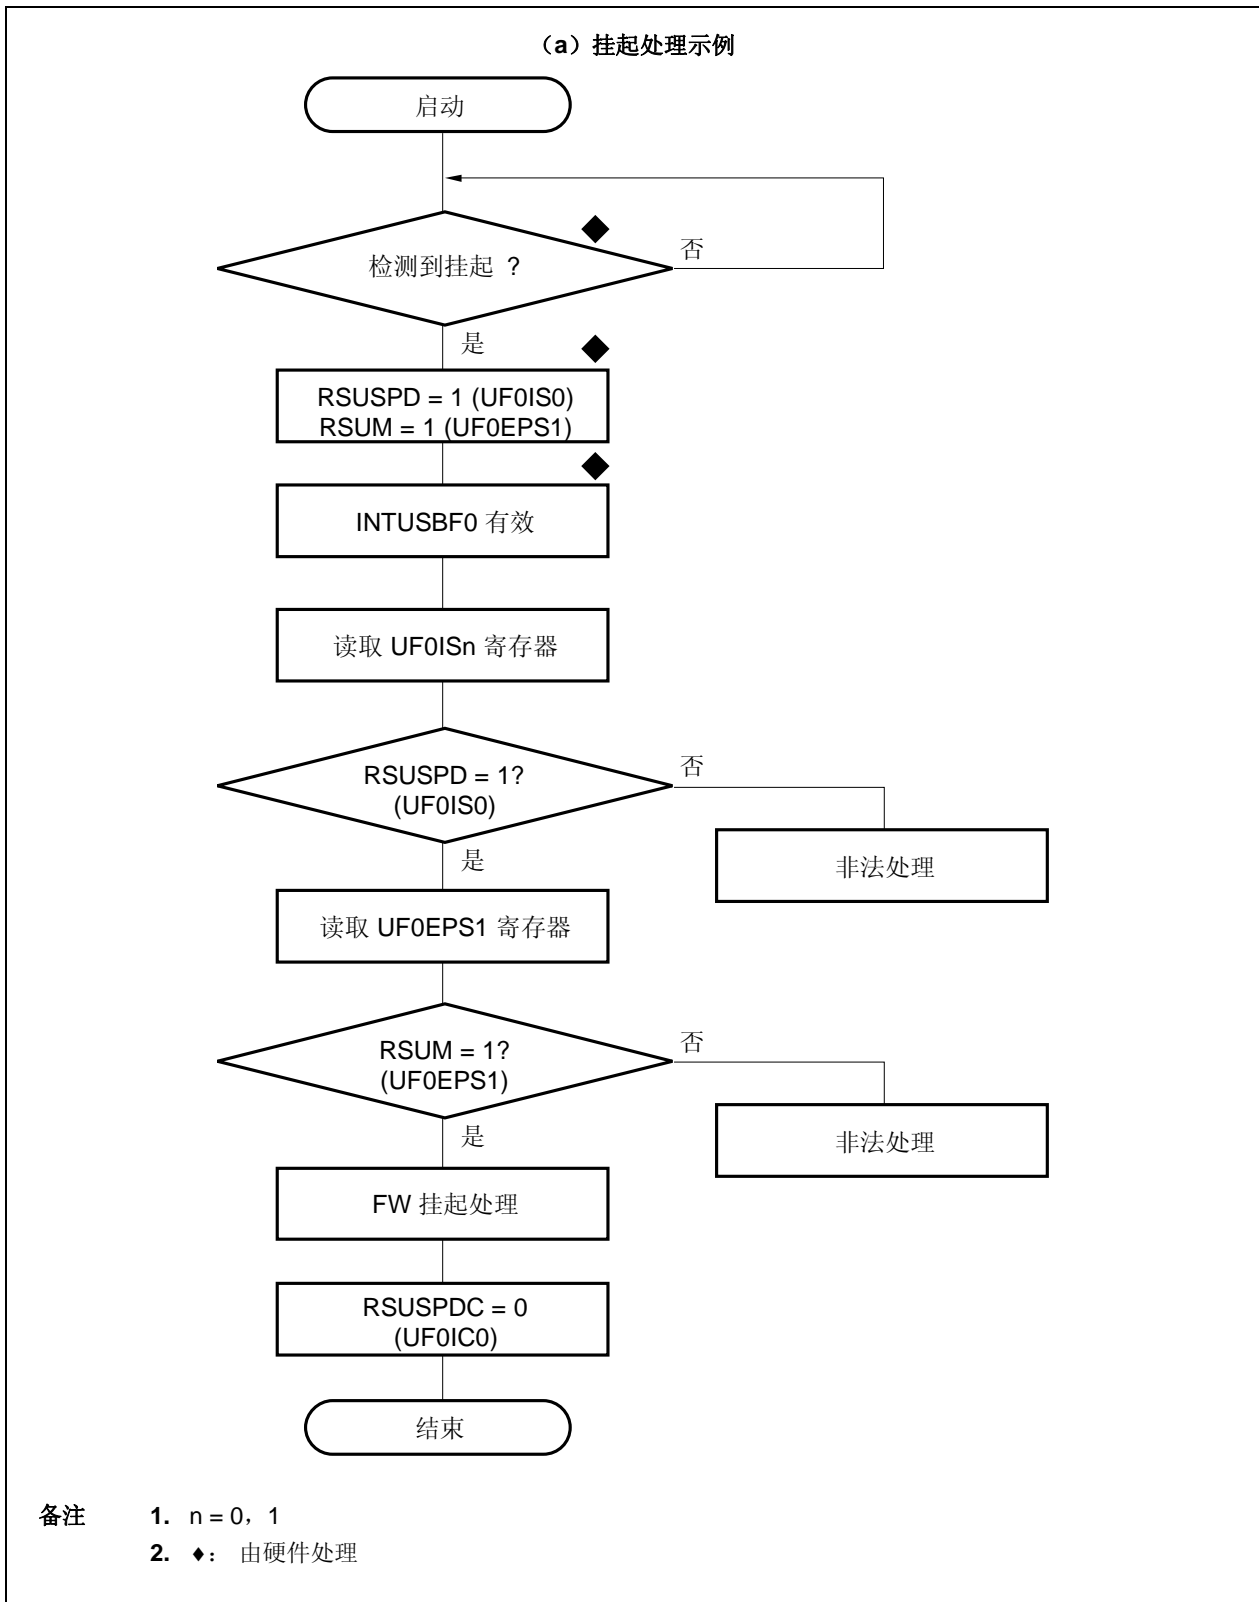 （a）挂起处理示例
启动
检测到挂起 ?
否
是
RSUSPD = 1 (UF0IS0)
RSUM = 1 (UF0EPS1)
INTUSBF0 有效
读取 UF0ISn 寄存器
RSUSPD = 1?
(UF0IS0)
否
非法处理
是
读取 UF0EPS1 寄存器
RSUM = 1?
(UF0EPS1)
否
非法处理
是
FW 挂起处理
RSUSPDC = 0
(UF0IC0)
结束
备注 1. n = 0，1
2. ♦： 由硬件处理